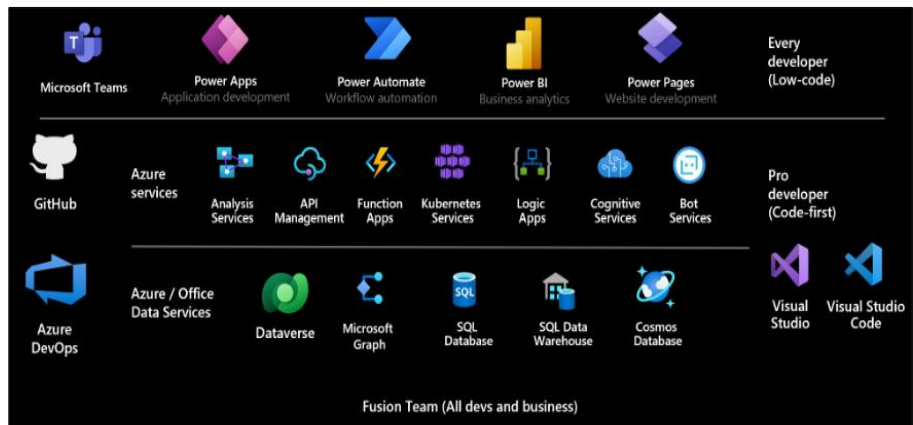 Microsoft Teams
Power Apps
Application development
Power Automate
Workflow automation
Power BI
Business analytics
Power Pages
Website development
Every
developer
(Low-code)
GitHub
Azure
services
Analysis
Services
API
Management
Function
Apps
Kubernetes
Services
Logic
Apps
Cognitive
Services
Bot
Services
Pro
developer
(Code-first)
Azure
DevOps
Azure / Office
Data Services
Dataverse
Microsoft
Graph
SQL
SQL
Database
SQL Data
Warehouse
Cosmos
Database
Visual
Studio
Visual Studio
Code
Fusion Team (All devs and business)